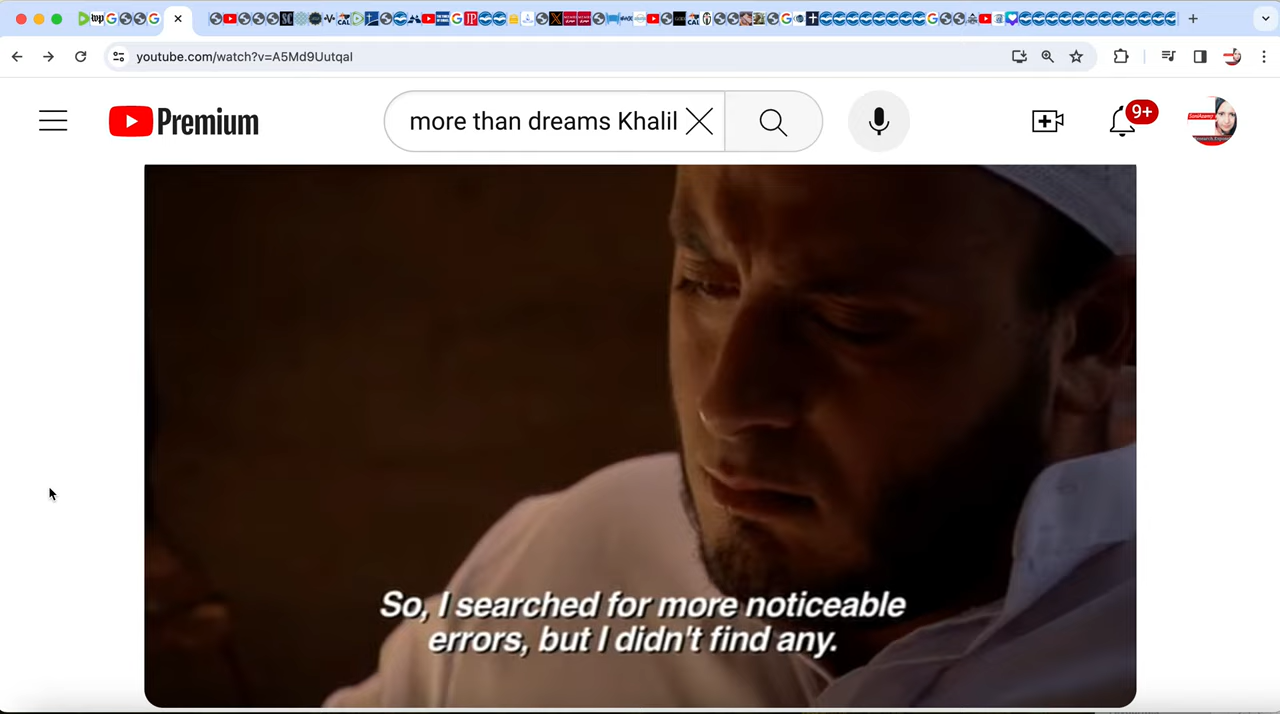 youtube.com/watch?v=A5Md9UutqaI
Premium
more than dreams Khalil
9+
So, I searched for more noticeable
errors, but I didn't find any.